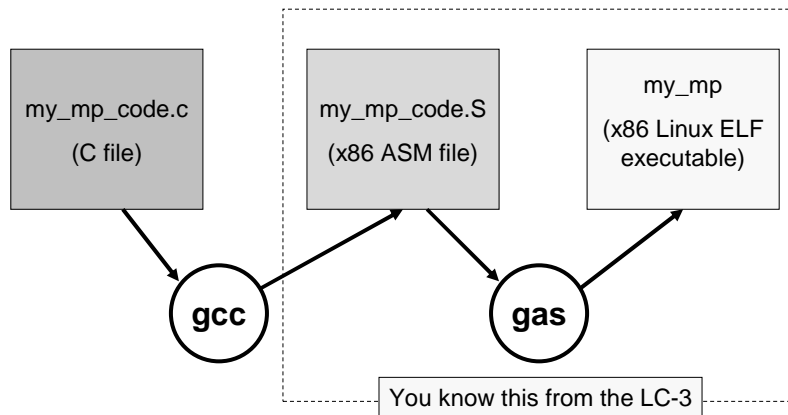 my_mp_code.c
(C file)
my_mp_code.S
(x86 ASM file)
my_mp
(x86 Linux ELF
executable)
gcc
gas
You know this from the LC-3